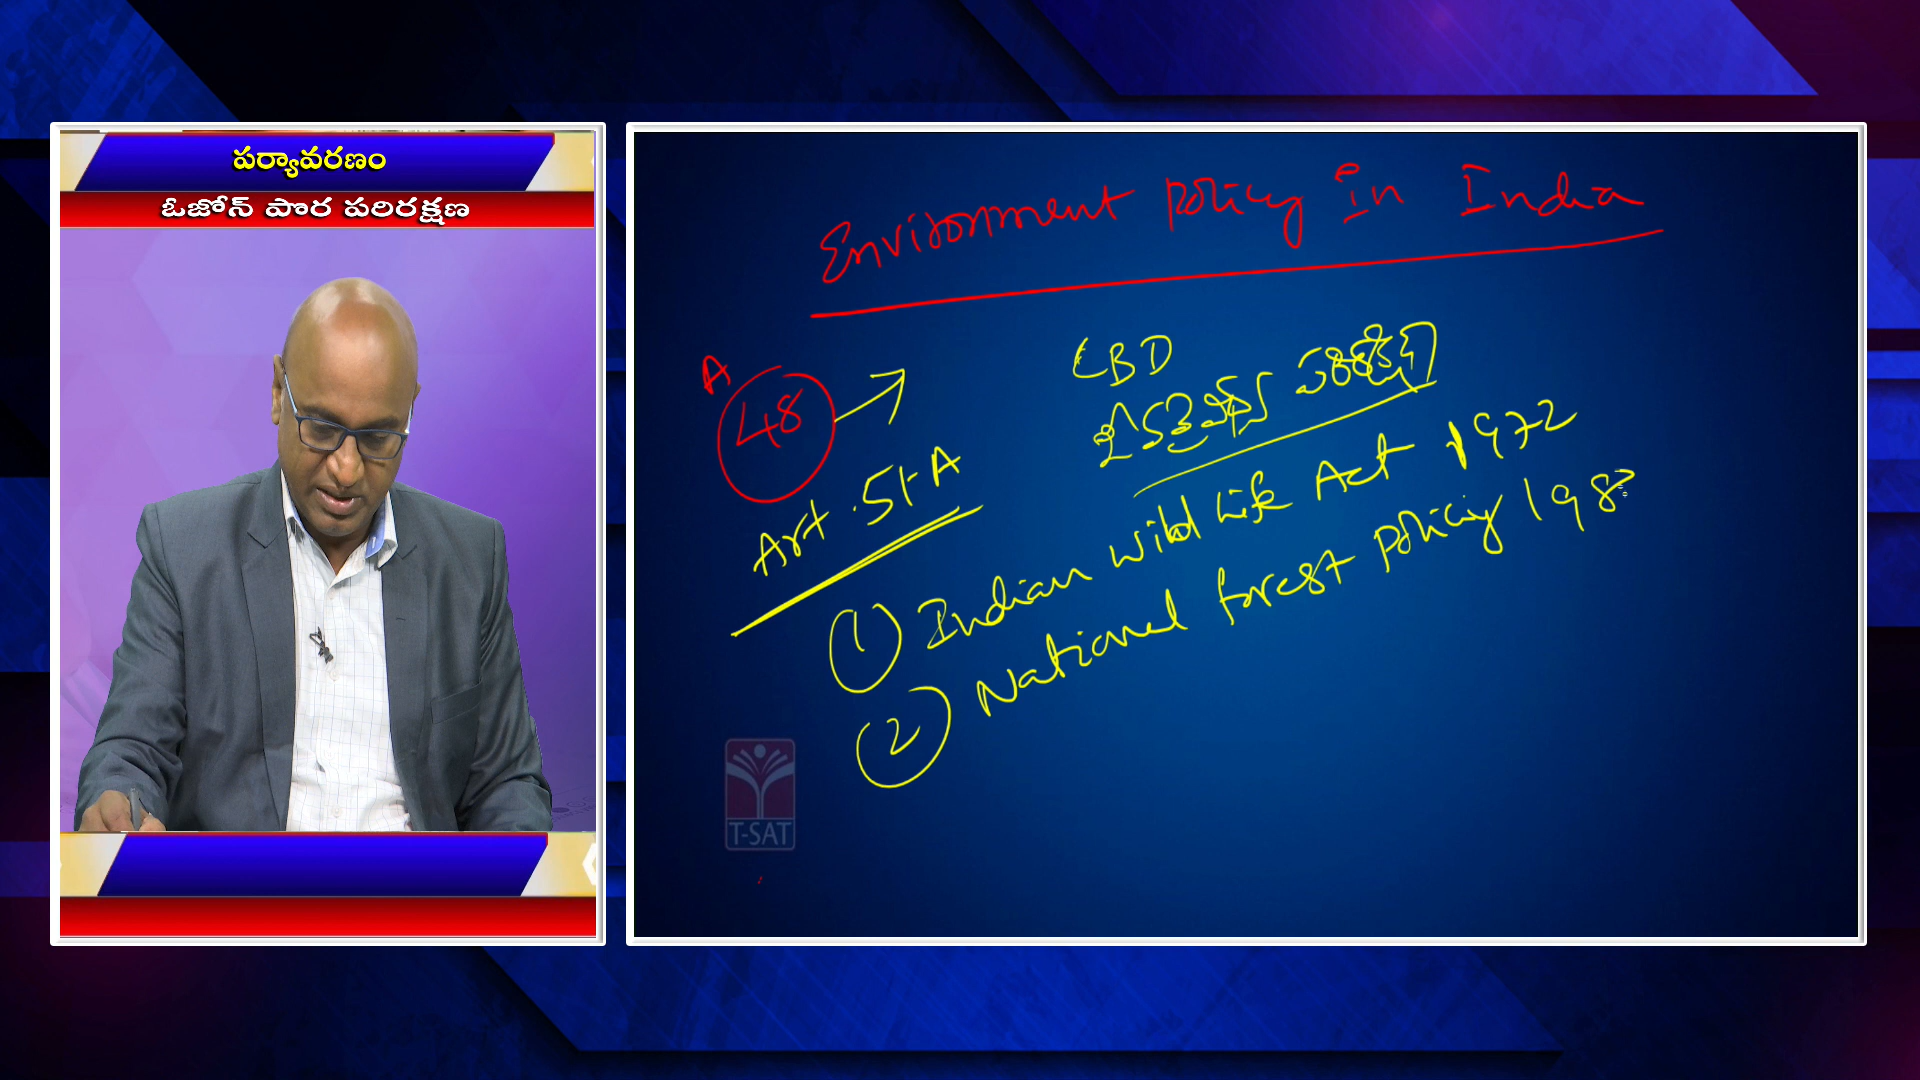 పర్యావరణం
ఓజోన్ పొర పరిరక్షణ
Environment policy in India
A
48
CBD
Art. 51-A
① Indian wild life Act 1972
② National forest policy 198
T-SAT